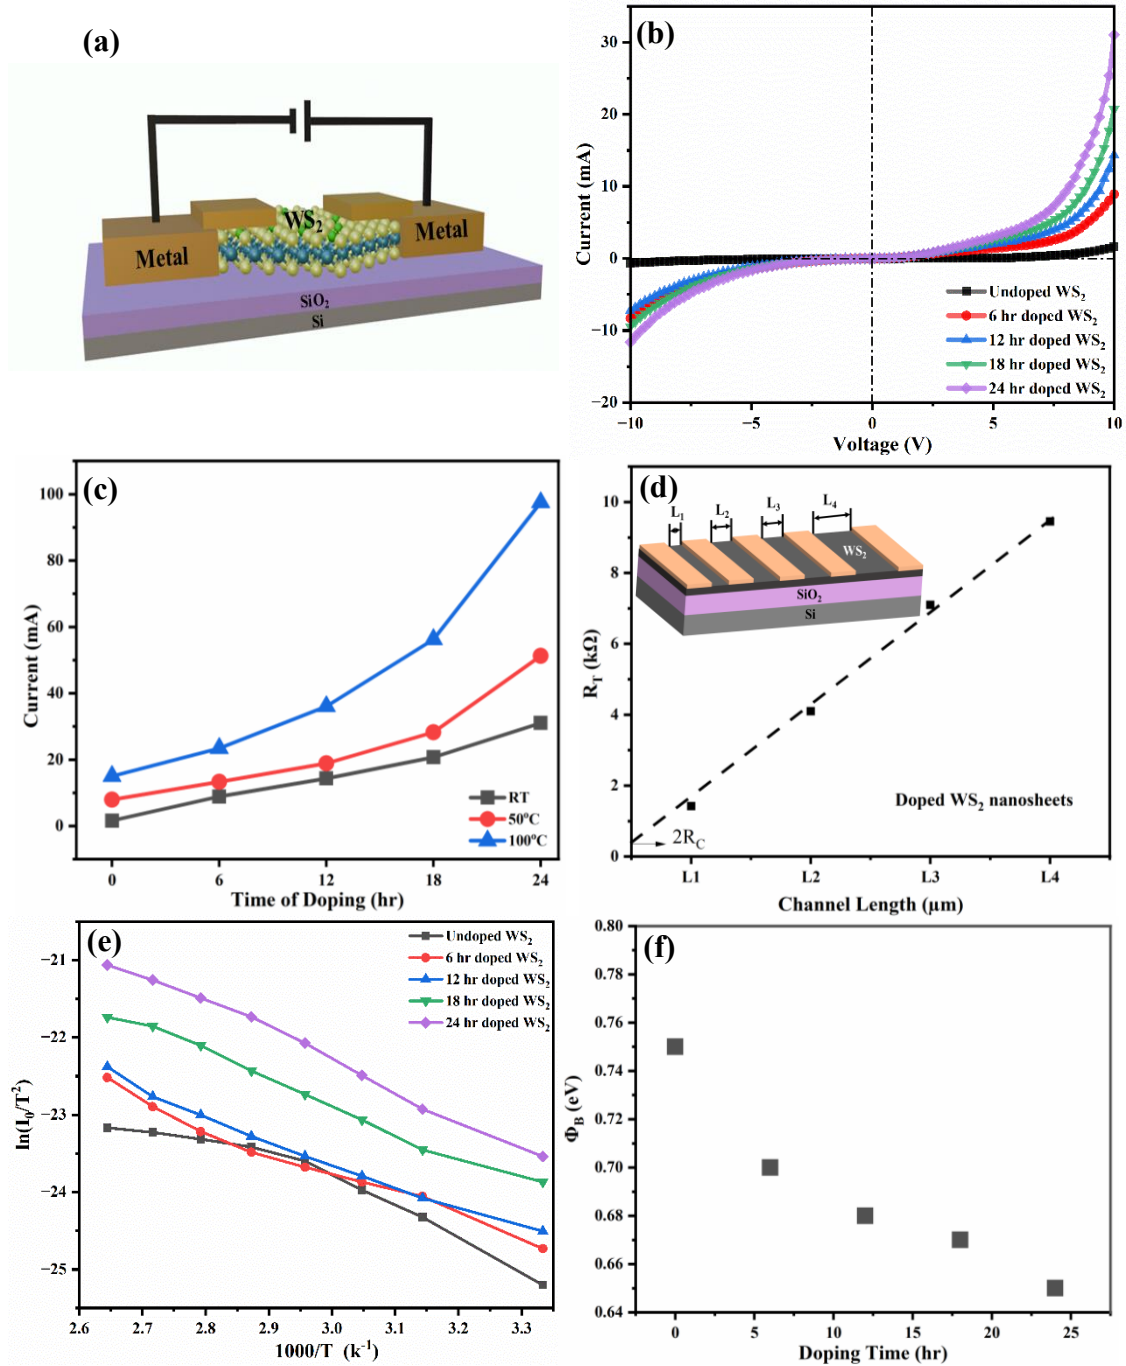 (a)
WS2
Metal
Metal
SiO2
Si
(b)
Current (mA)
30
20
10
0
−10
−20
−10
−5
0
5
10
Voltage (V)
Undoped WS2
6 hr doped WS2
12 hr doped WS2
18 hr doped WS2
24 hr doped WS2
(c)
Current (mA)
100
80
60
40
20
0
0
6
12
18
24
Time of Doping (hr)
RT
50ºC
100ºC
(d)
RT (kΩ)
10
8
6
4
2
0
L1
L2
L3
L4
WS2
SiO2
Si
Doped WS2 nanosheets
2RC
L1
L2
L3
L4
Channel Length (μm)
(e)
ln(I0/T2)
−21
−22
−23
−24
−25
2.6
2.7
2.8
2.9
3.0
3.1
3.2
3.3
1000/T (k-1)
Undoped WS2
6 hr doped WS2
12 hr doped WS2
18 hr doped WS2
24 hr doped WS2
(f)
ΦB (eV)
0.80
0.78
0.76
0.74
0.72
0.70
0.68
0.66
0.64
0
5
10
15
20
25
Doping Time (hr)